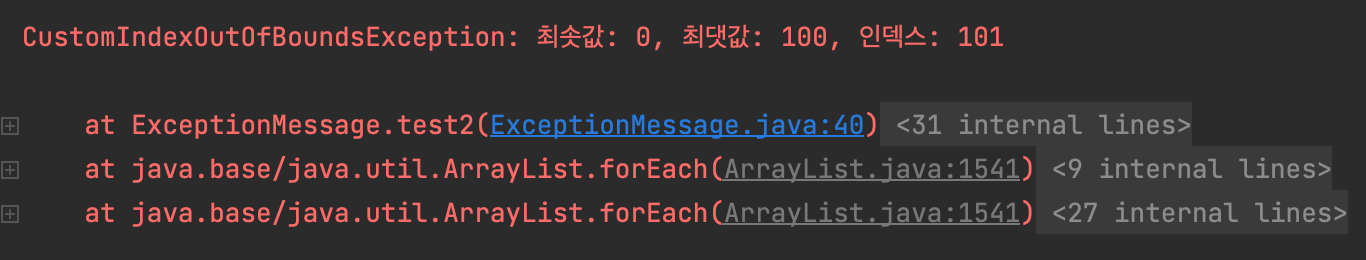 CustomIndexOutOfBoundsException: 최솟값: 0, 최댓값: 100, 인덱스: 101
at ExceptionMessage.test2(ExceptionMessage.java:40) <31 internal lines>
at java.base/java.util.ArrayList.forEach(ArrayList.java:1541) <9 internal lines>
at java.base/java.util.ArrayList.forEach(ArrayList.java:1541) <27 internal lines>